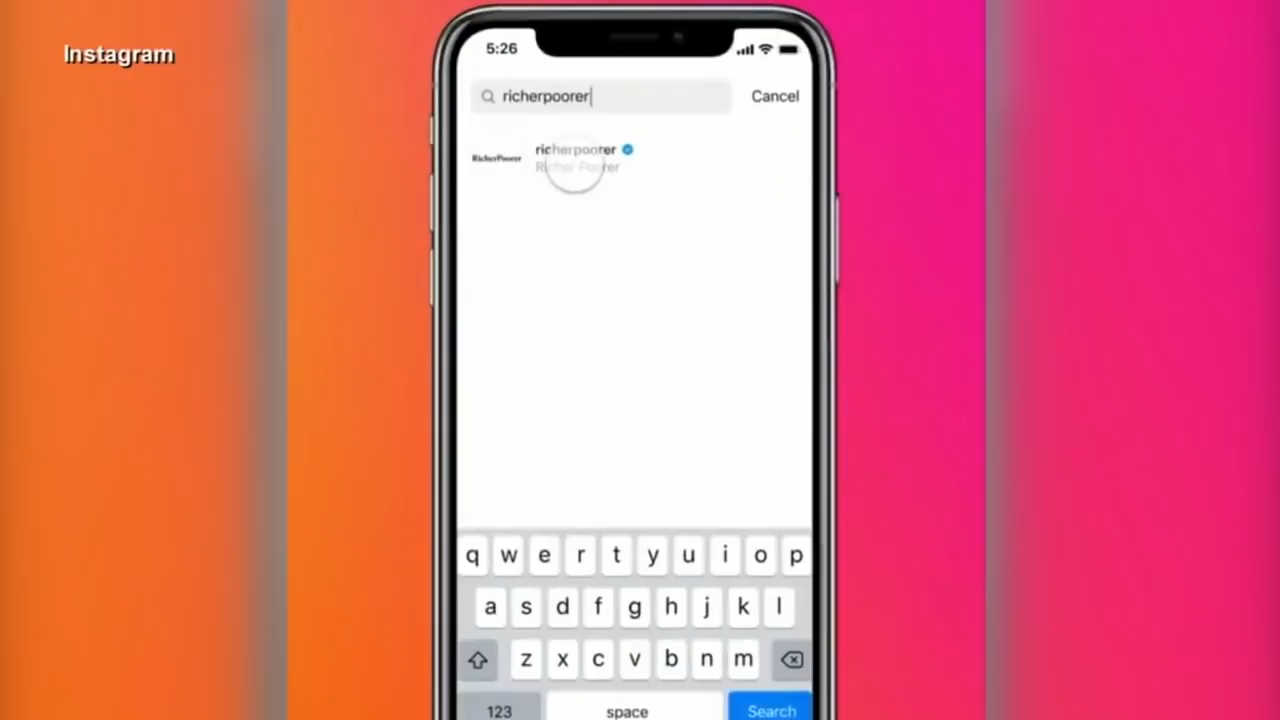 Instagram
5:26
richerpoorer
Cancel
RicherPoorer
richerpoorer
Richer Poorer
q w e r t y u i o p
a s d f g h j k l
z x c v b n m
123 space Search